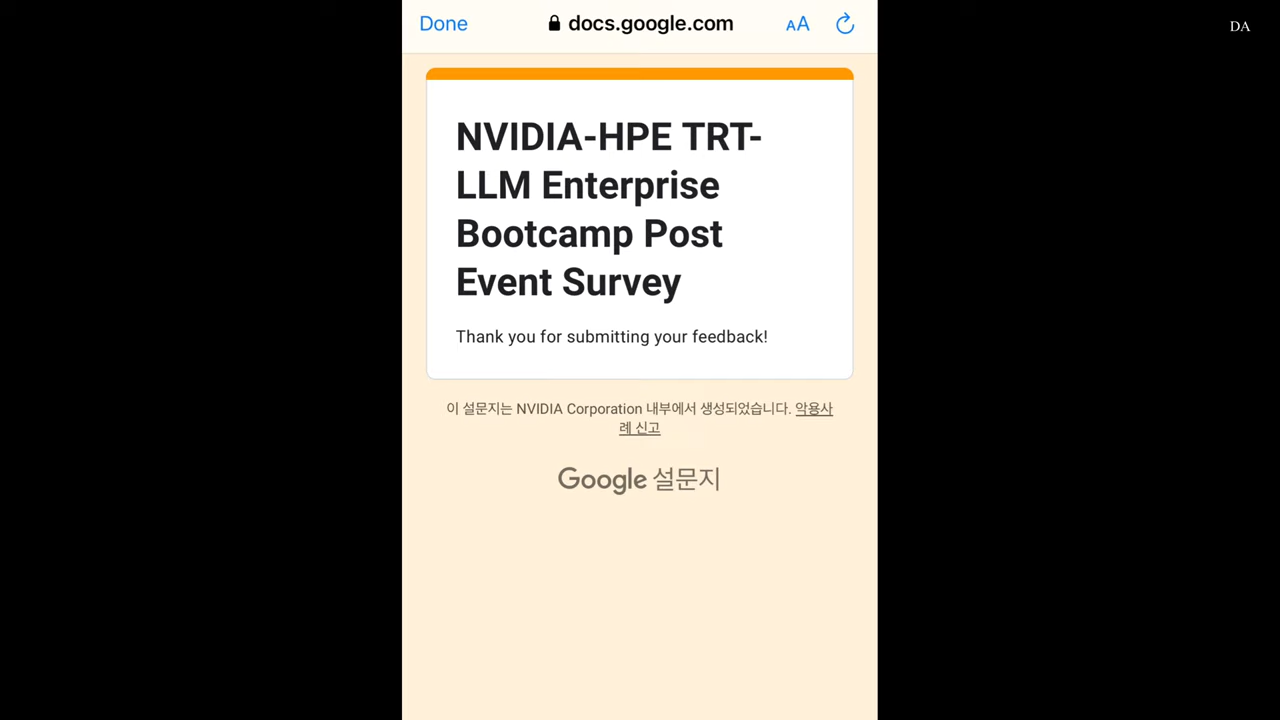 Done
docs.google.com
AA
DA
NVIDIA-HPE TRT-
LLM Enterprise
Bootcamp Post
Event Survey
Thank you for submitting your feedback!
이 설문지는 NVIDIA Corporation 내부에서 생성되었습니다. 악용사
례 신고
Google 설문지